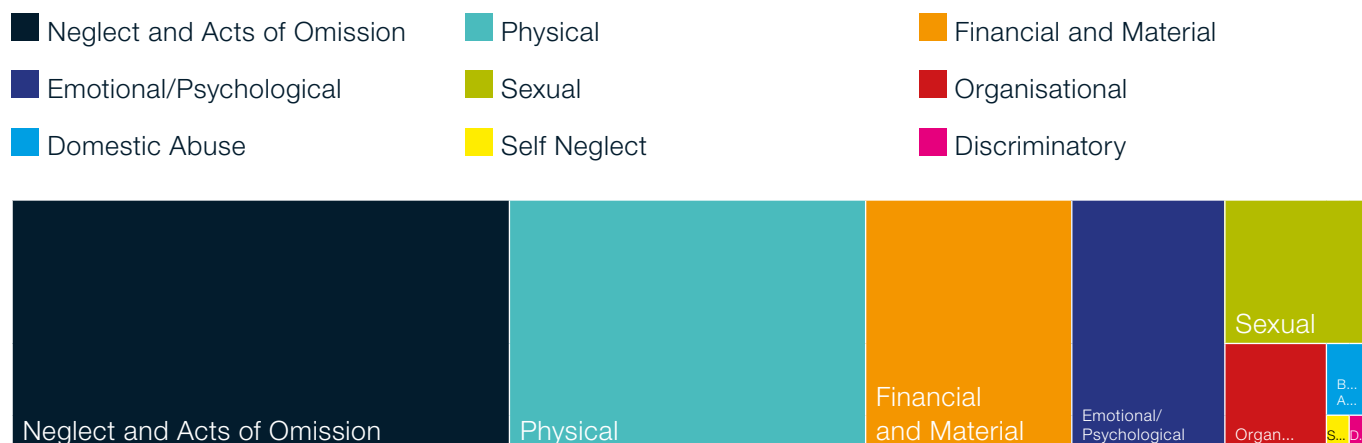 Neglect and Acts of Omission
Physical
Financial and Material
Emotional/Psychological
Sexual
Organisational
Domestic Abuse
Self Neglect
Discriminatory
Sexual
B...
A...
Financial
and Material
Emotional/
Psychological
Neglect and Acts of Omission
Physical
Organ...
S...
D...